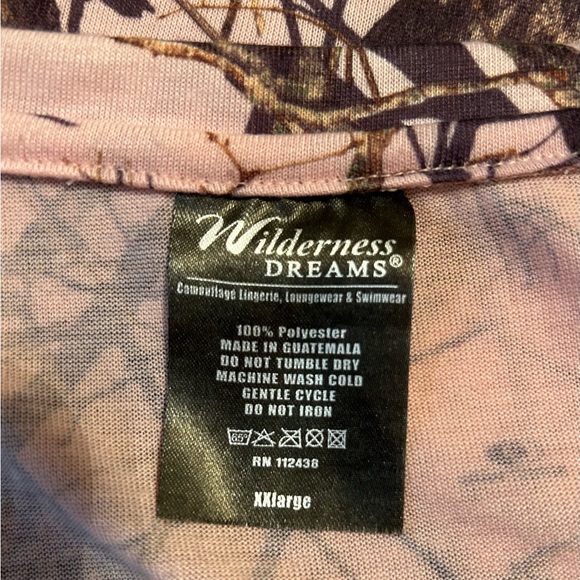 Wilderness
DREAMS®
Camouflage Lingerie, Loungewear & Swimwear
100% Polyester
MADE IN GUATEMALA
DO NOT TUMBLE DRY
MACHINE WASH COLD
GENTLE CYCLE
DO NOT IRON
65°
RN 112438
XXlarge